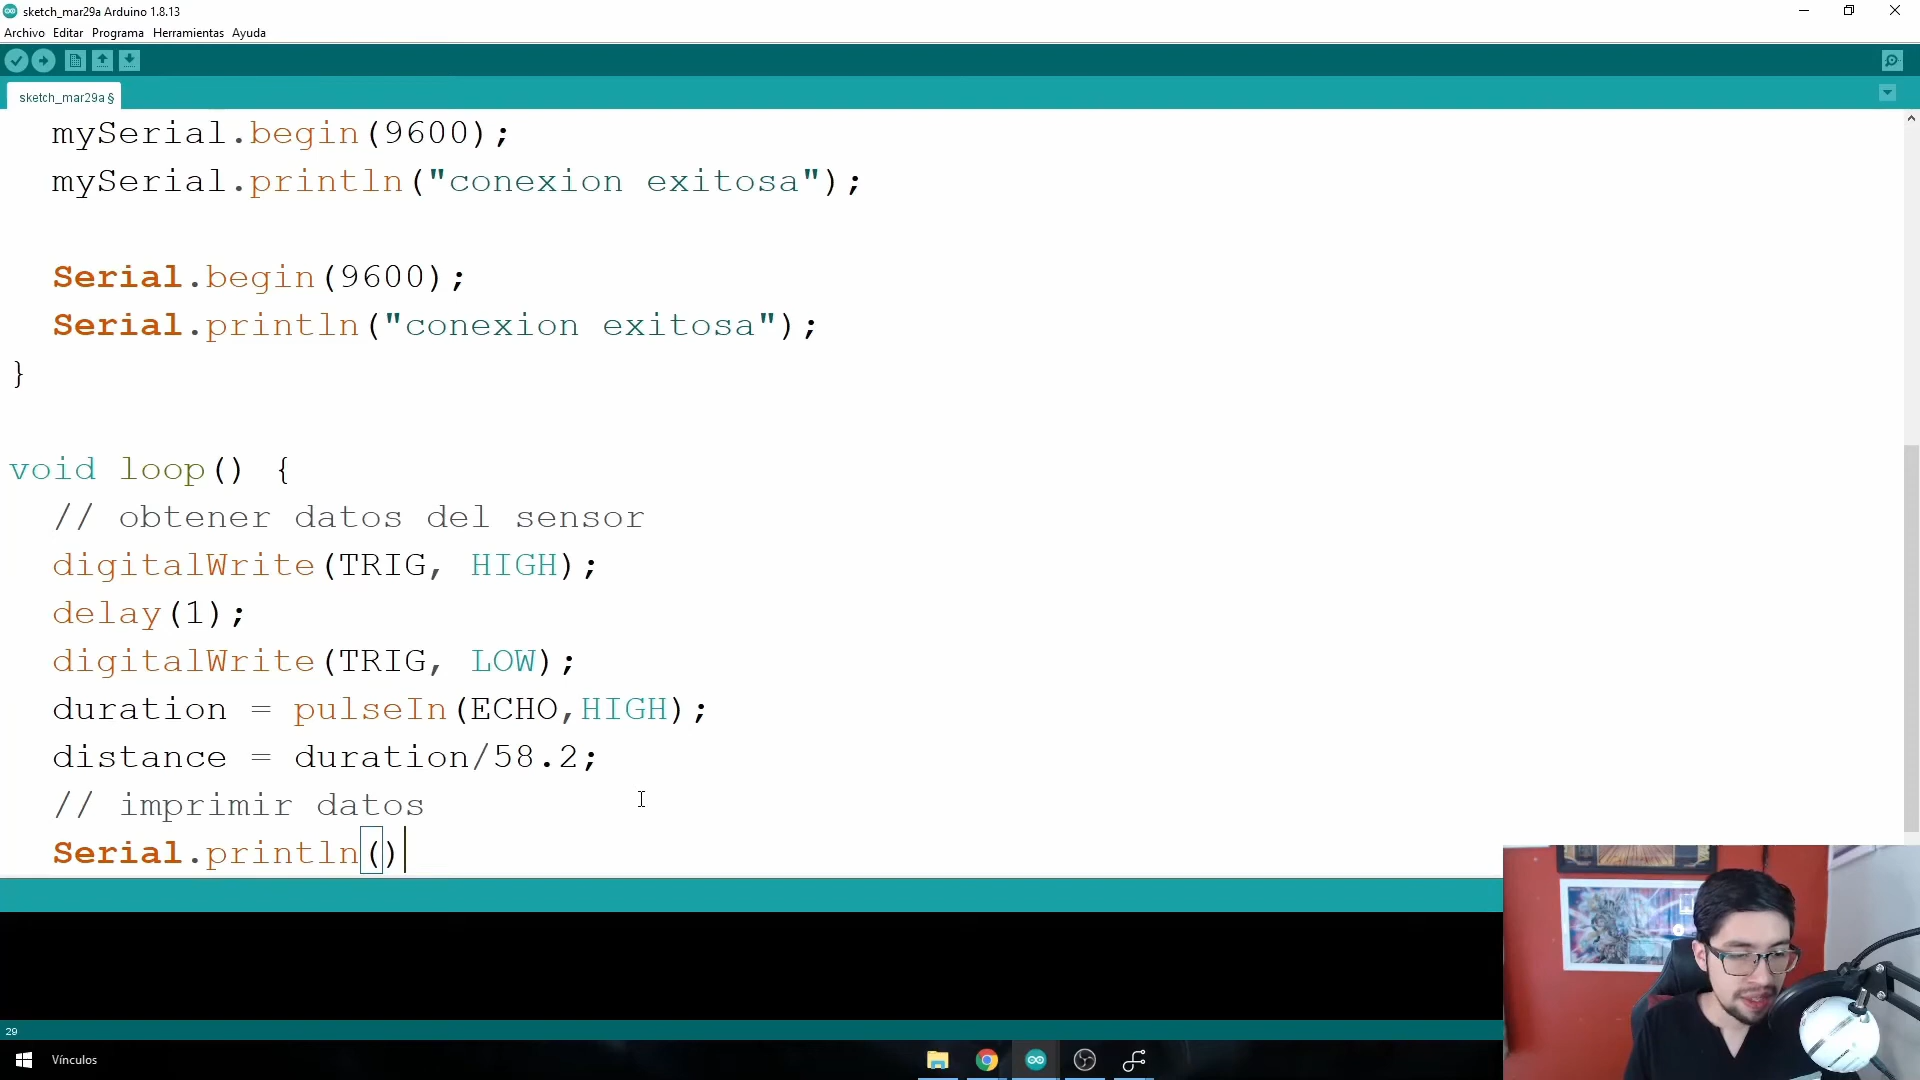 sketch_mar29a Arduino 1.8.13
Archivo Editar Programa Herramientas Ayuda
sketch_mar29a §
mySerial.begin(9600);
mySerial.println("conexion exitosa");
Serial.begin(9600);
Serial.println("conexion exitosa");
}
void loop() {
// obtener datos del sensor
digitalWrite(TRIG, HIGH);
delay(1);
digitalWrite(TRIG, LOW);
duration = pulseIn(ECHO,HIGH);
distance = duration/58.2;
// imprimir datos
Serial.println()
29
Vínculos